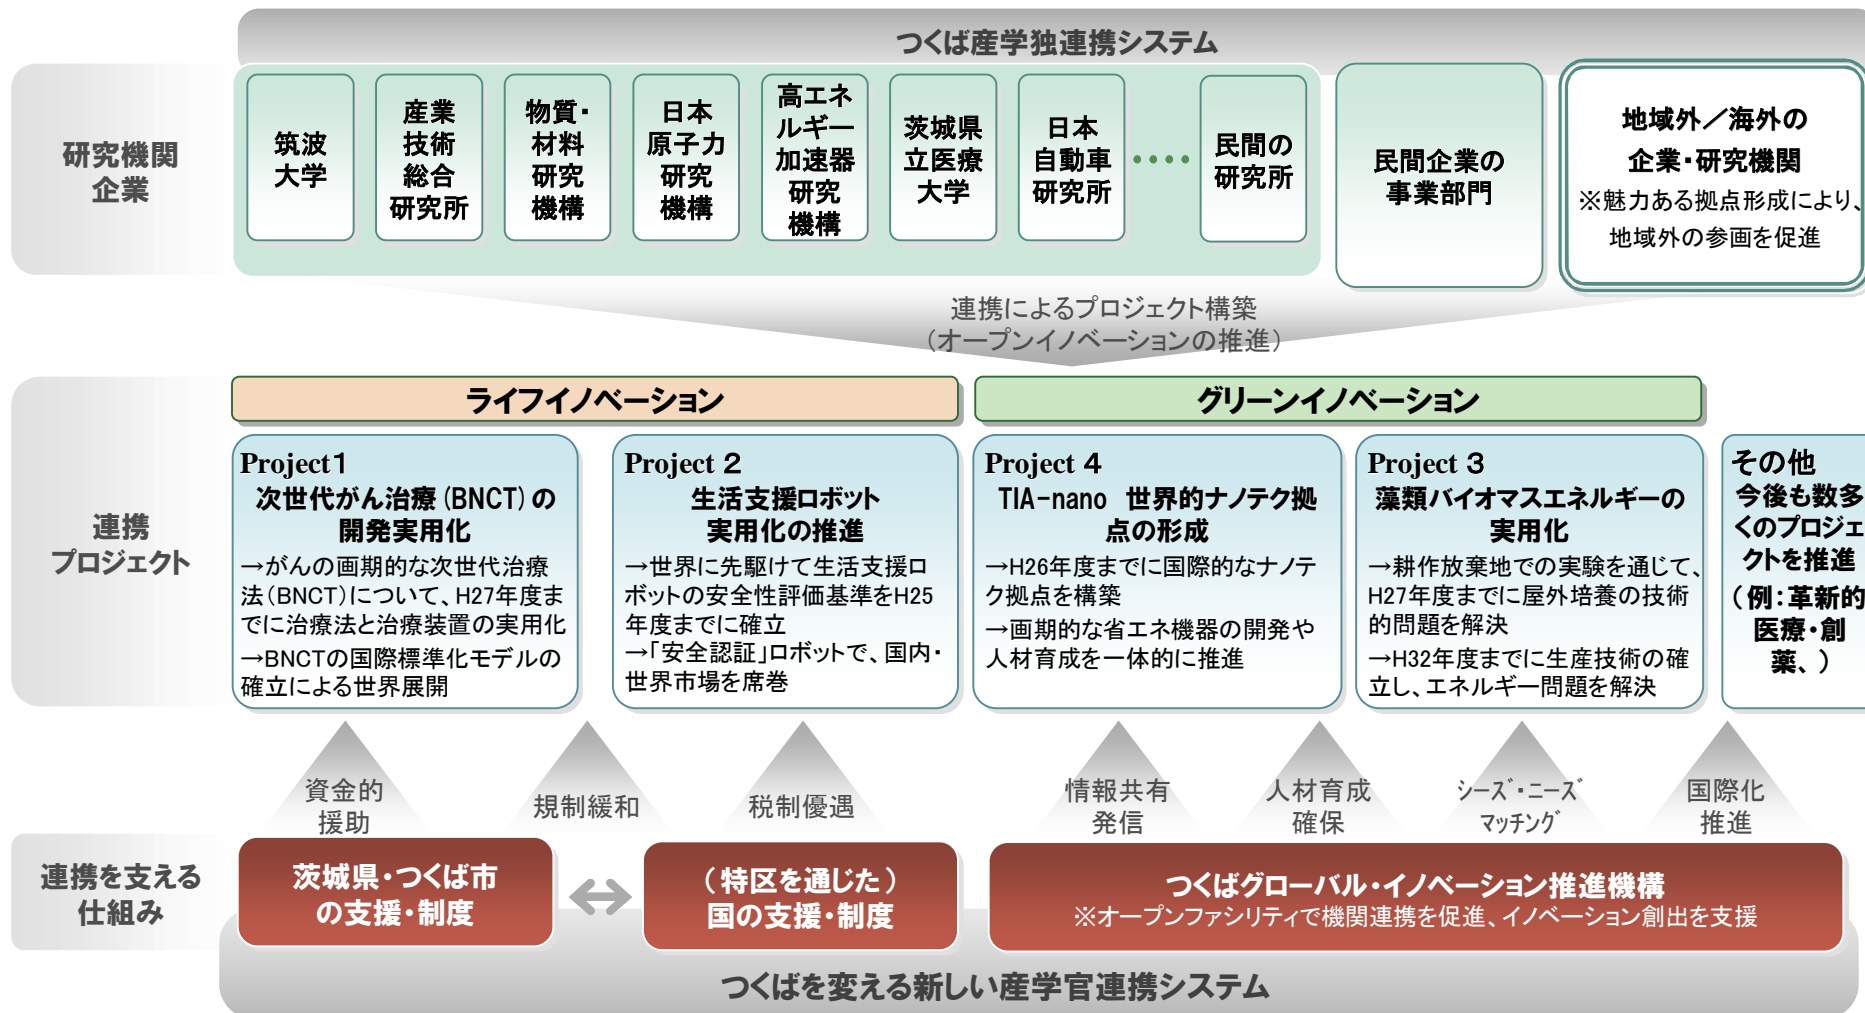 つくば産学独連携システム
研究機関
企業
筑波
大学
産業
技術
総合
研究所
物質・
材料
研究
機構
日本
原子力
研究
機構
高エネ
ルギー
加速器
研究
機構
茨城県
立医療
大学
日本
自動車
研究所
‥‥
民間の
研究所
民間企業の
事業部門
地域外／海外の
企業・研究機関
※魅力ある拠点形成により、
地域外の参画を促進
連携によるプロジェクト構築
（オープンイノベーションの推進）
連携
プロジェクト
ライフイノベーション
グリーンイノベーション
Project１
次世代がん治療（BNCT）の
開発実用化
→がんの画期的な次世代治療
法（BNCT）について、H27年度ま
でに治療法と治療装置の実用化
→BNCTの国際標準化モデルの
確立による世界展開
Project ２
生活支援ロボット
実用化の推進
→世界に先駆けて生活支援ロ
ボットの安全性評価基準をH25
年度までに確立
→「安全認証」ロボットで、国内・
世界市場を席巻
Project ４
TIA-nano 世界的ナノテク拠
点の形成
→H26年度までに国際的なナノテ
ク拠点を構築
→画期的な省エネ機器の開発や
人材育成を一体的に推進
Project ３
藻類バイオマスエネルギーの
実用化
→耕作放棄地での実験を通じて、
H27年度までに屋外培養の技術
的問題を解決
→H32年度までに生産技術の確
立し、エネルギー問題を解決
その他
今後も数多
くのプロジェ
クトを推進
（例：革新的
医療・創
薬、）
資金的
援助
規制緩和
税制優遇
情報共有
発信
人材育成
確保
ｼｰｽﾞ・ﾆｰｽﾞ
ﾏｯﾁﾝｸﾞ
国際化
推進
連携を支える
仕組み
茨城県・つくば市
の支援・制度
（特区を通じた）
国の支援・制度
つくばグローバル・イノベーション推進機構
※オープンファシリティで機関連携を促進、イノベーション創出を支援
つくばを変える新しい産学官連携システム